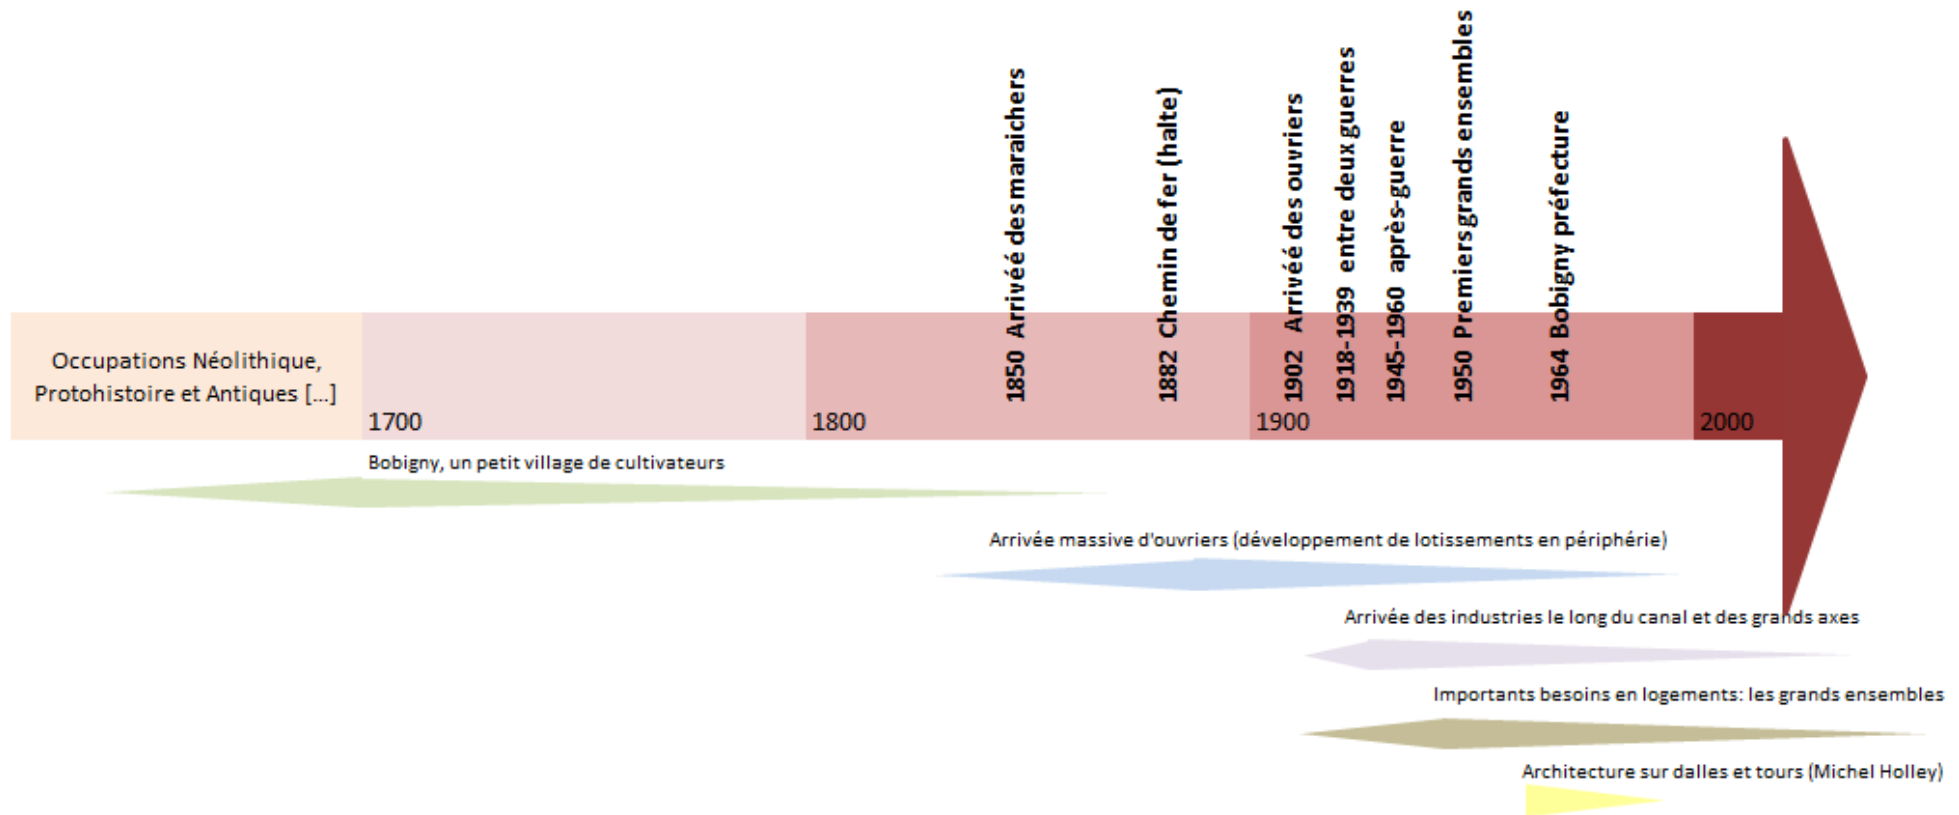 1850 Arrivéé des maraichers
1882 Chemin de fer (halte)
1902 Arrivéé des ouvriers
1918-1939 entre deux guerres
1945-1960 après-guerre
1950 Premiers grands ensembles
1964 Bobigny préfecture
Occupations Néolithique,
Protohistoire et Antiques [...]
1700
1800
1900
2000
Bobigny, un petit village de cultivateurs
Arrivée massive d'ouvriers (développement de lotissements en périphérie)
Arrivée des industries le long du canal et des grands axes
Importants besoins en logements: les grands ensembles
Architecture sur dalles et tours (Michel Holley)